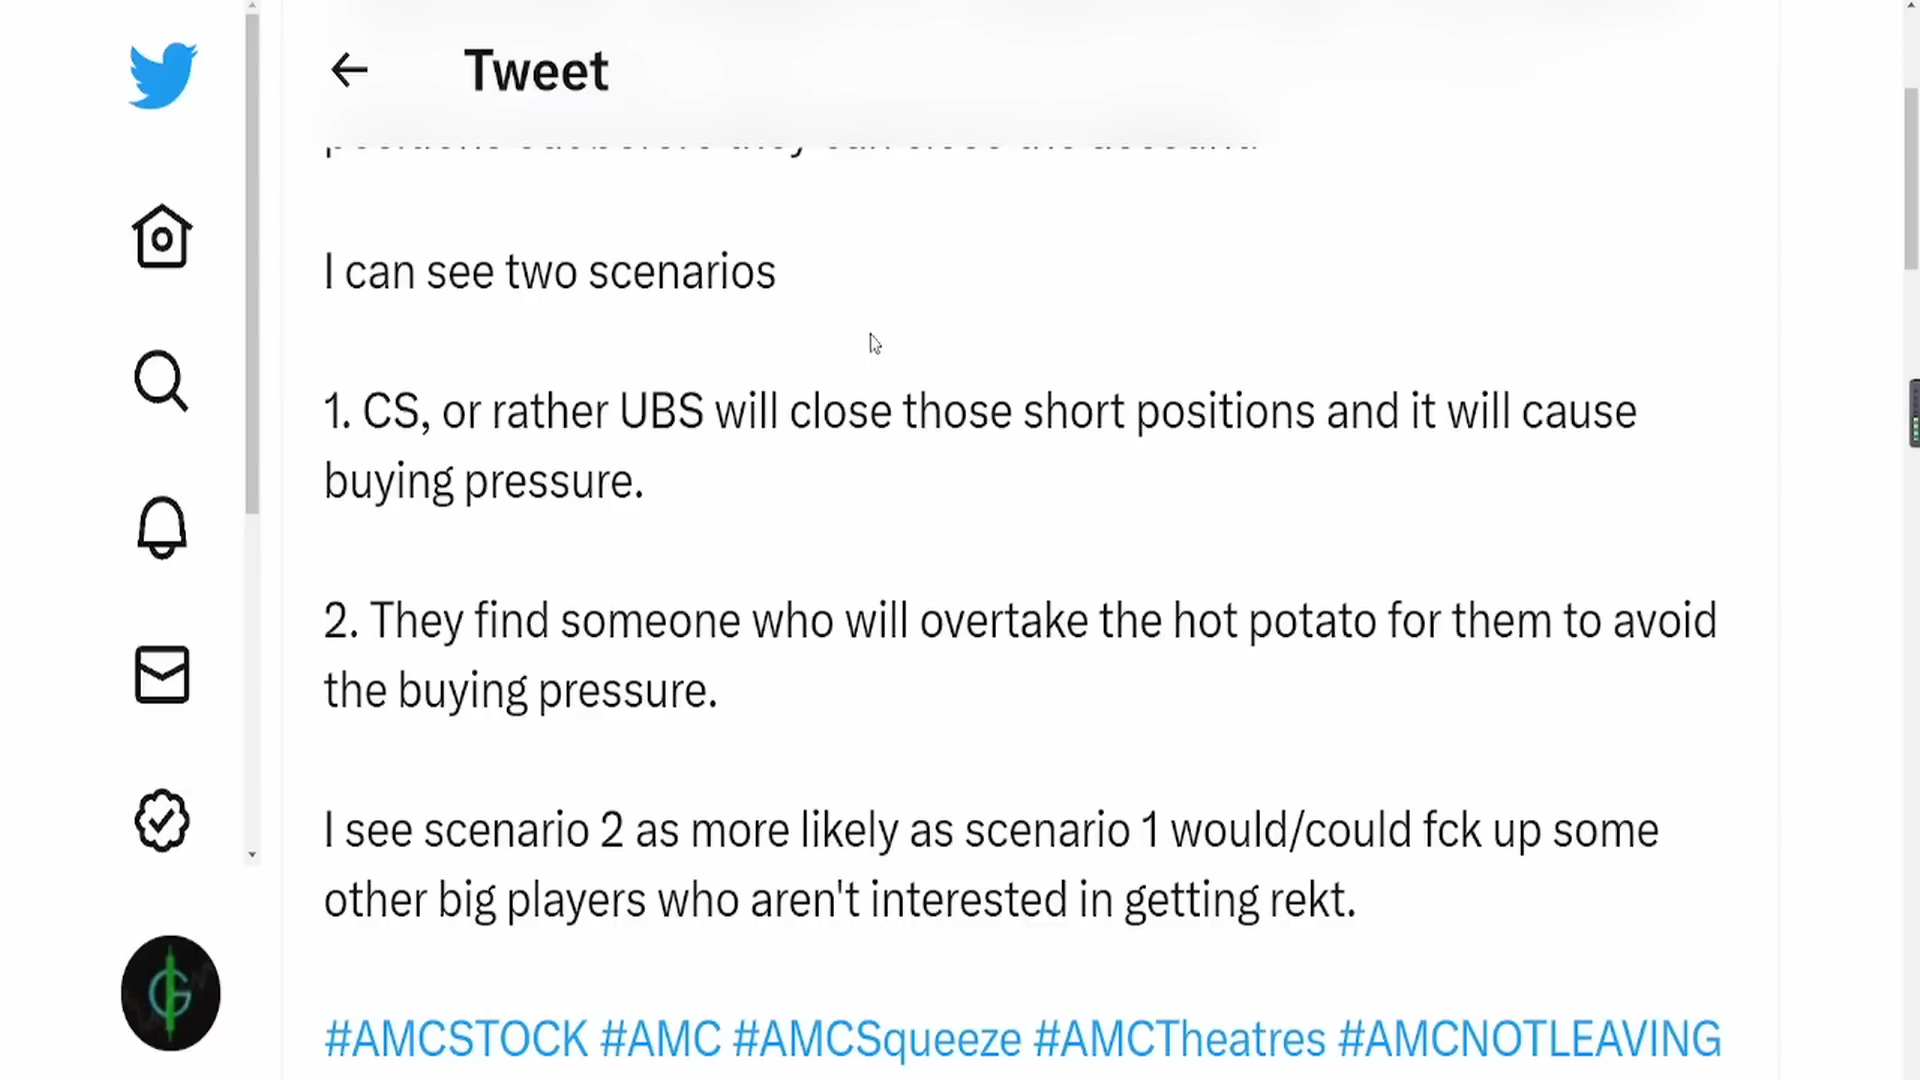 Tweet
I can see two scenarios
1. CS, or rather UBS will close those short positions and it will cause
buying pressure.
2. They find someone who will overtake the hot potato for them to avoid
the buying pressure.
I see scenario 2 as more likely as scenario 1 would/could fck up some
other big players who aren't interested in getting rekt.
#AMCSTOCK #AMC #AMCSqueeze #AMCTheatres #AMCNOTLEAVING